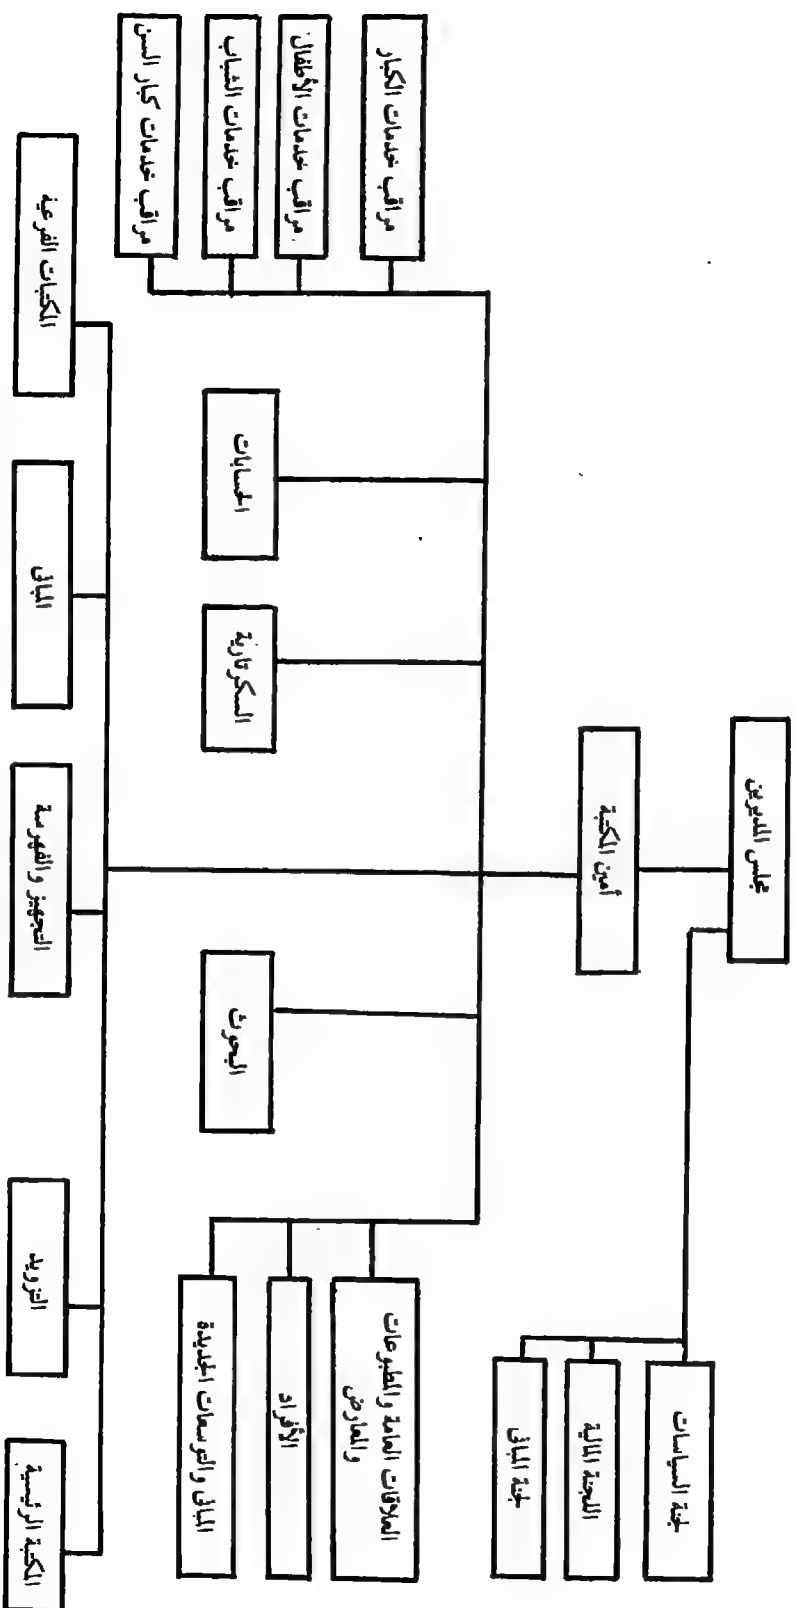 مجلس المديرين
أمين المكتبة
لجنة السياسات
اللجنة المالية
لجنة المباني
مراقب خدمات الكبار
مراقب خدمات الأطفال
مراقب خدمات الشباب
مراقب خدمات كبار السن
الحسابات
السكرتارية
البحوث
العلاقات العامة والمطبوعات
والمعارض
الأفراد
المباني والتوسعات الجديدة
المكتبات الفرعية
المباني
التجهيز والفهرسة
التزويد
المكتبة الرئيسية